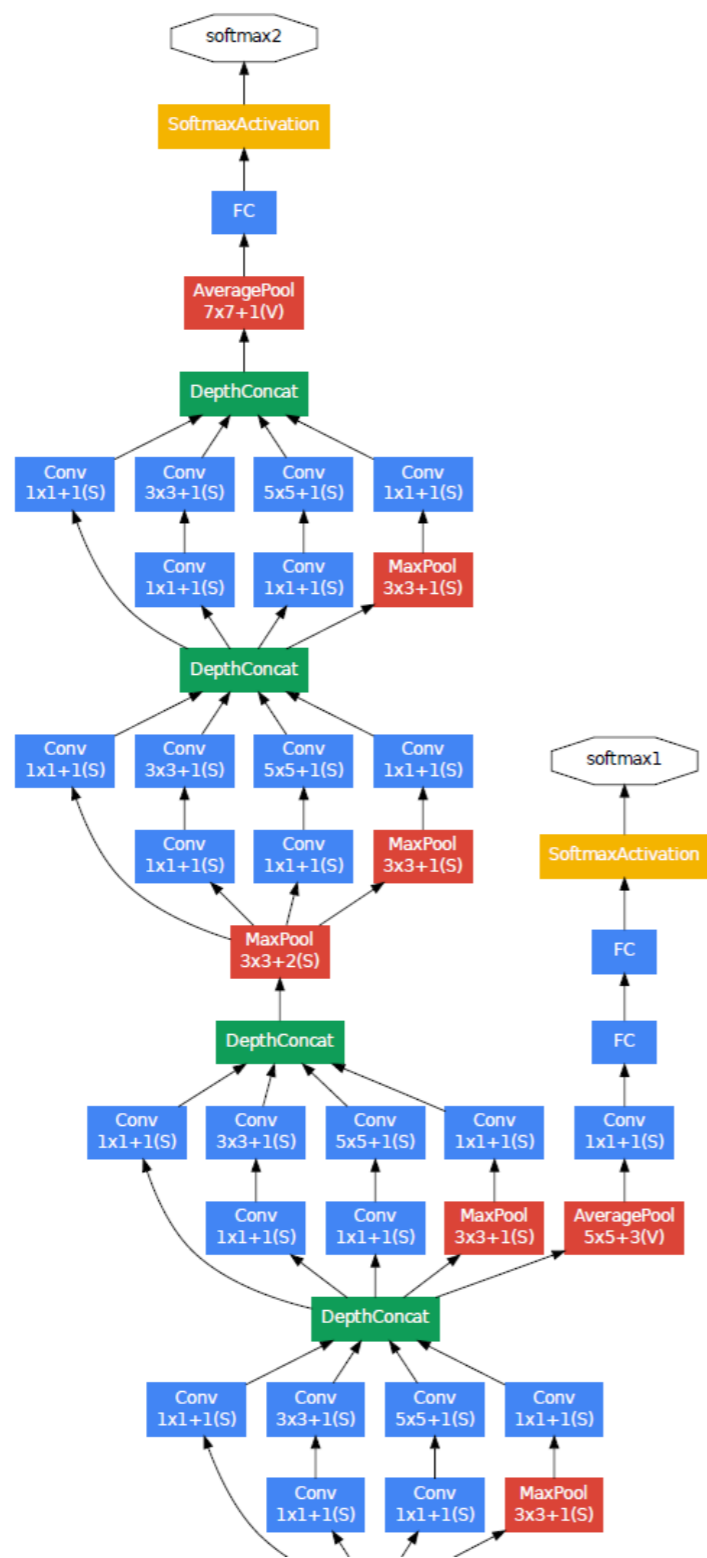 softmax2
SoftmaxActivation
FC
AveragePool
7x7+1(V)
DepthConcat
Conv
1x1+1(S)
Conv
3x3+1(S)
Conv
5x5+1(S)
Conv
1x1+1(S)
Conv
1x1+1(S)
Conv
1x1+1(S)
MaxPool
3x3+1(S)
DepthConcat
Conv
1x1+1(S)
Conv
3x3+1(S)
Conv
5x5+1(S)
Conv
1x1+1(S)
softmax1
Conv
1x1+1(S)
Conv
1x1+1(S)
MaxPool
3x3+1(S)
SoftmaxActivation
MaxPool
3x3+2(S)
FC
DepthConcat
FC
Conv
1x1+1(S)
Conv
3x3+1(S)
Conv
5x5+1(S)
Conv
1x1+1(S)
Conv
1x1+1(S)
Conv
1x1+1(S)
Conv
1x1+1(S)
MaxPool
3x3+1(S)
AveragePool
5x5+3(V)
DepthConcat
Conv
1x1+1(S)
Conv
3x3+1(S)
Conv
5x5+1(S)
Conv
1x1+1(S)
Conv
1x1+1(S)
Conv
1x1+1(S)
MaxPool
3x3+1(S)